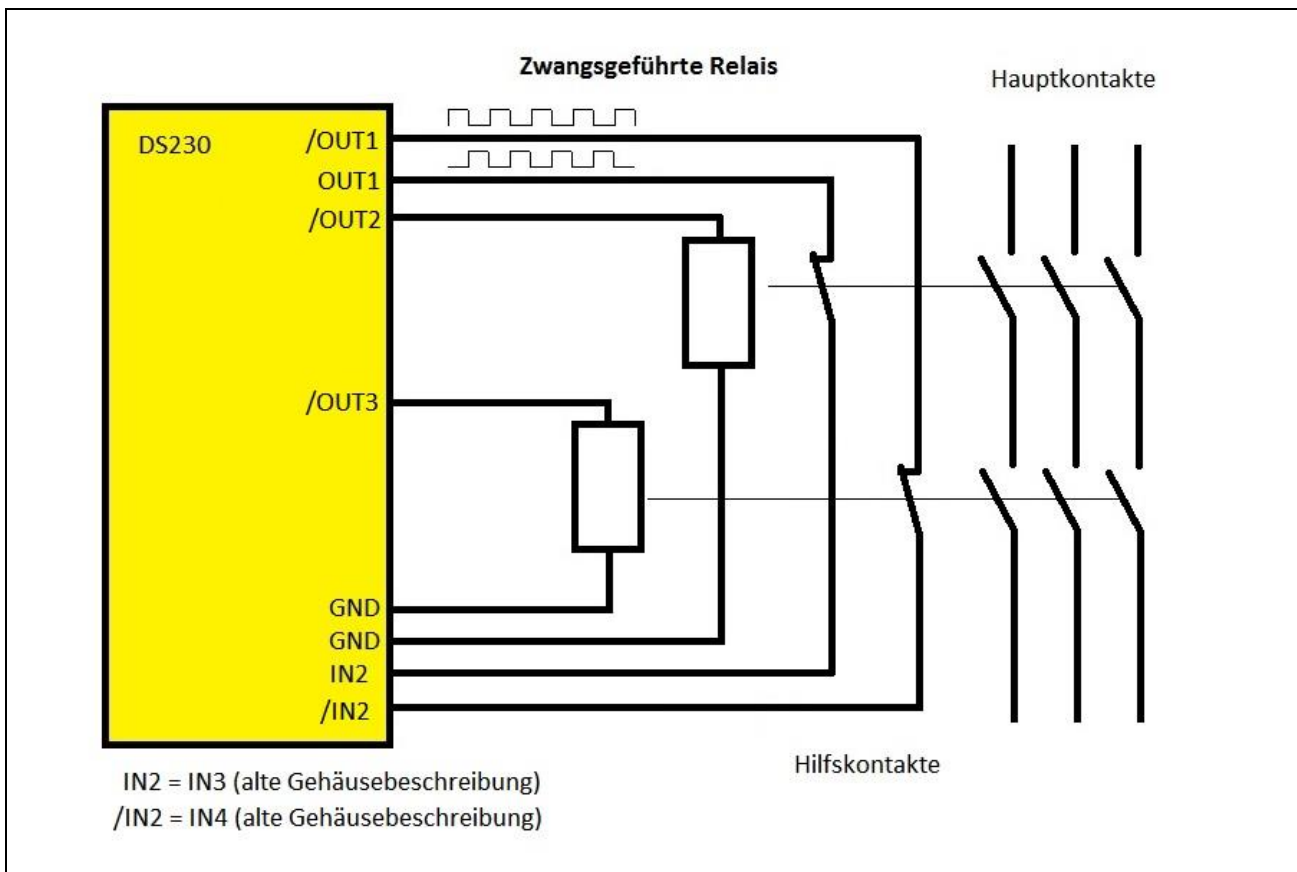 Zwangsgeführte Relais
Hauptkontakte
DS230
/OUT1
OUT1
/OUT2
/OUT3
GND
GND
IN2
/IN2
Hilfskontakte
IN2 = IN3 (alte Gehäusebeschreibung)
/IN2 = IN4 (alte Gehäusebeschreibung)